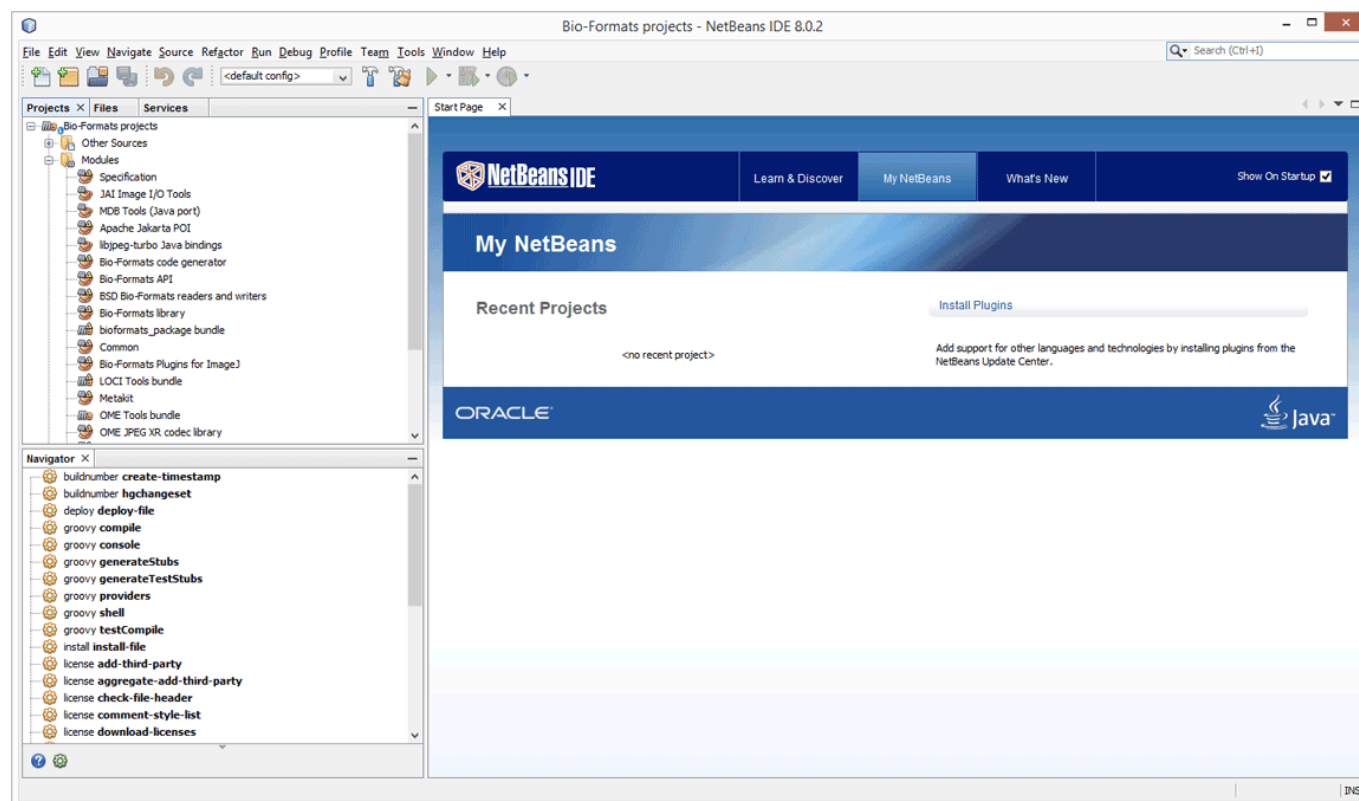 Bio-Formats projects - NetBeans IDE 8.0.2
File Edit View Navigate Source Refactor Run Debug Profile Team Tools Window Help
Search (Ctrl+I)
<default config>
Projects Files Services
Start Page
Bio-Formats projects
Other Sources
Modules
Specification
JAI Image I/O Tools
MDB Tools (Java port)
Apache Jakarta POI
libjpeg-turbo Java bindings
Bio-Formats code generator
Bio-Formats API
BSD Bio-Formats readers and writers
Bio-Formats library
bioformats_package bundle
Common
Bio-Formats Plugins for ImageJ
LOCI Tools bundle
Metakit
OME Tools bundle
OME JPEG XR codec library
Navigator
buildnumber create-timestamp
buildnumber hgchangeset
deploy deploy-file
groovy compile
groovy console
groovy generateStubs
groovy generateTestStubs
groovy providers
groovy shell
groovy testCompile
install install-file
license add-third-party
license aggregate-add-third-party
license check-file-header
license comment-style-list
license download-licenses
NetBeans IDE
Learn & Discover
My NetBeans
What's New
Show On Startup
My NetBeans
Recent Projects
<no recent project>
Install Plugins
Add support for other languages and technologies by installing plugins from the
NetBeans Update Center.
ORACLE
Java
INS